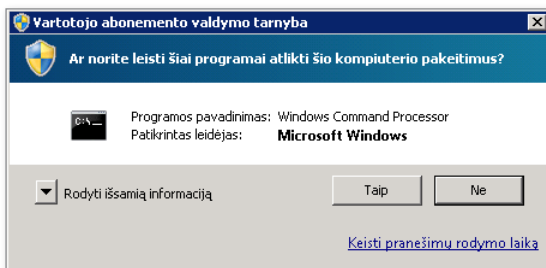 Vartotojo abonemento valdymo tarnyba
Ar norite leisti šiai programai atlikti šio kompiuterio pakeitimus?
C:\_
Programos pavadinimas: Windows Command Processor
Patikrintas leidėjas: Microsoft Windows
Rodyti išsamią informaciją
Taip
Ne
Keisti pranešimų rodymo laiką